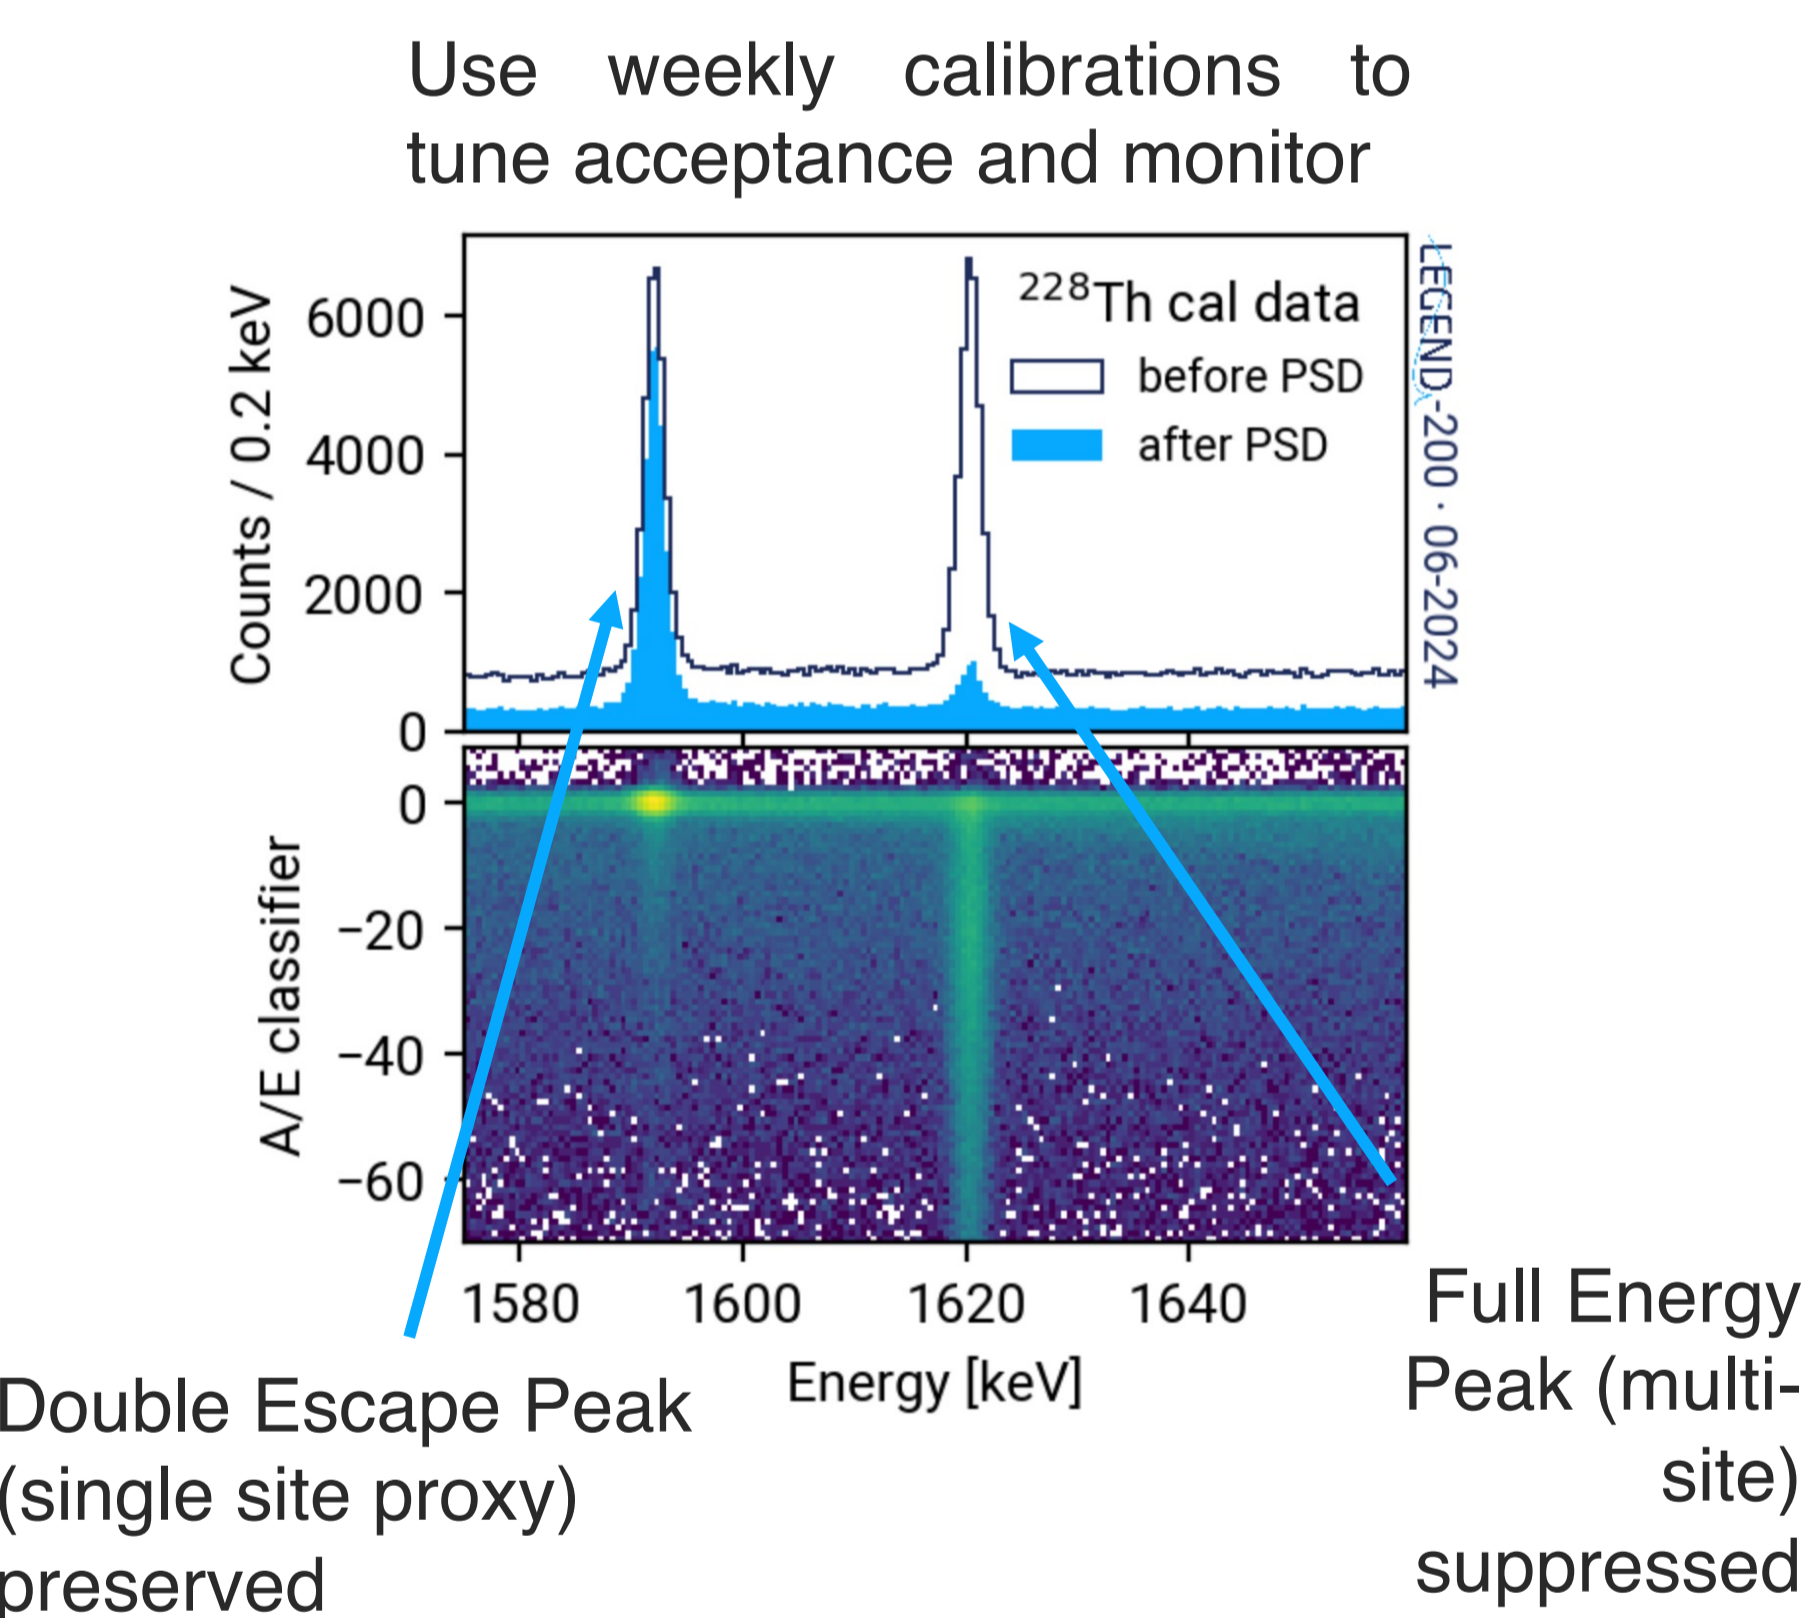 Use weekly calibrations to
tune acceptance and monitor
Counts / 0.2 keV
6000
4000
2000
0
²²⁸Th cal data
before PSD
after PSD
LEGEND-200 · 06-2024
A/E classifier
0
−20
−40
−60
1580 1600 1620 1640
Energy [keV]
Double Escape Peak
(single site proxy)
preserved
Full Energy
Peak (multi-
site)
suppressed